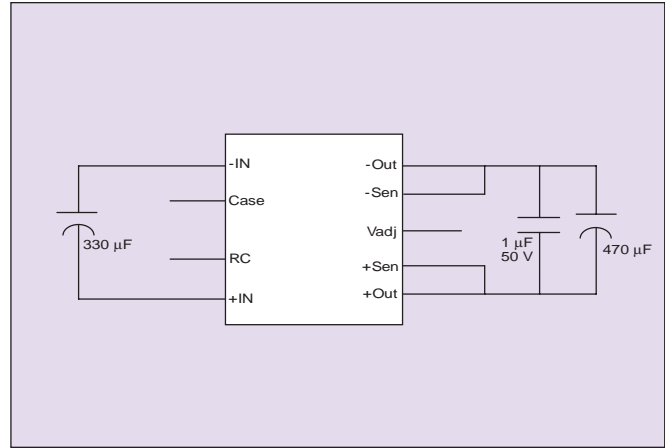 -IN
Case
RC
+IN
-Out
-Sen
Vadj
+Sen
+Out
330 µF
1 µF
50 V
470 µF